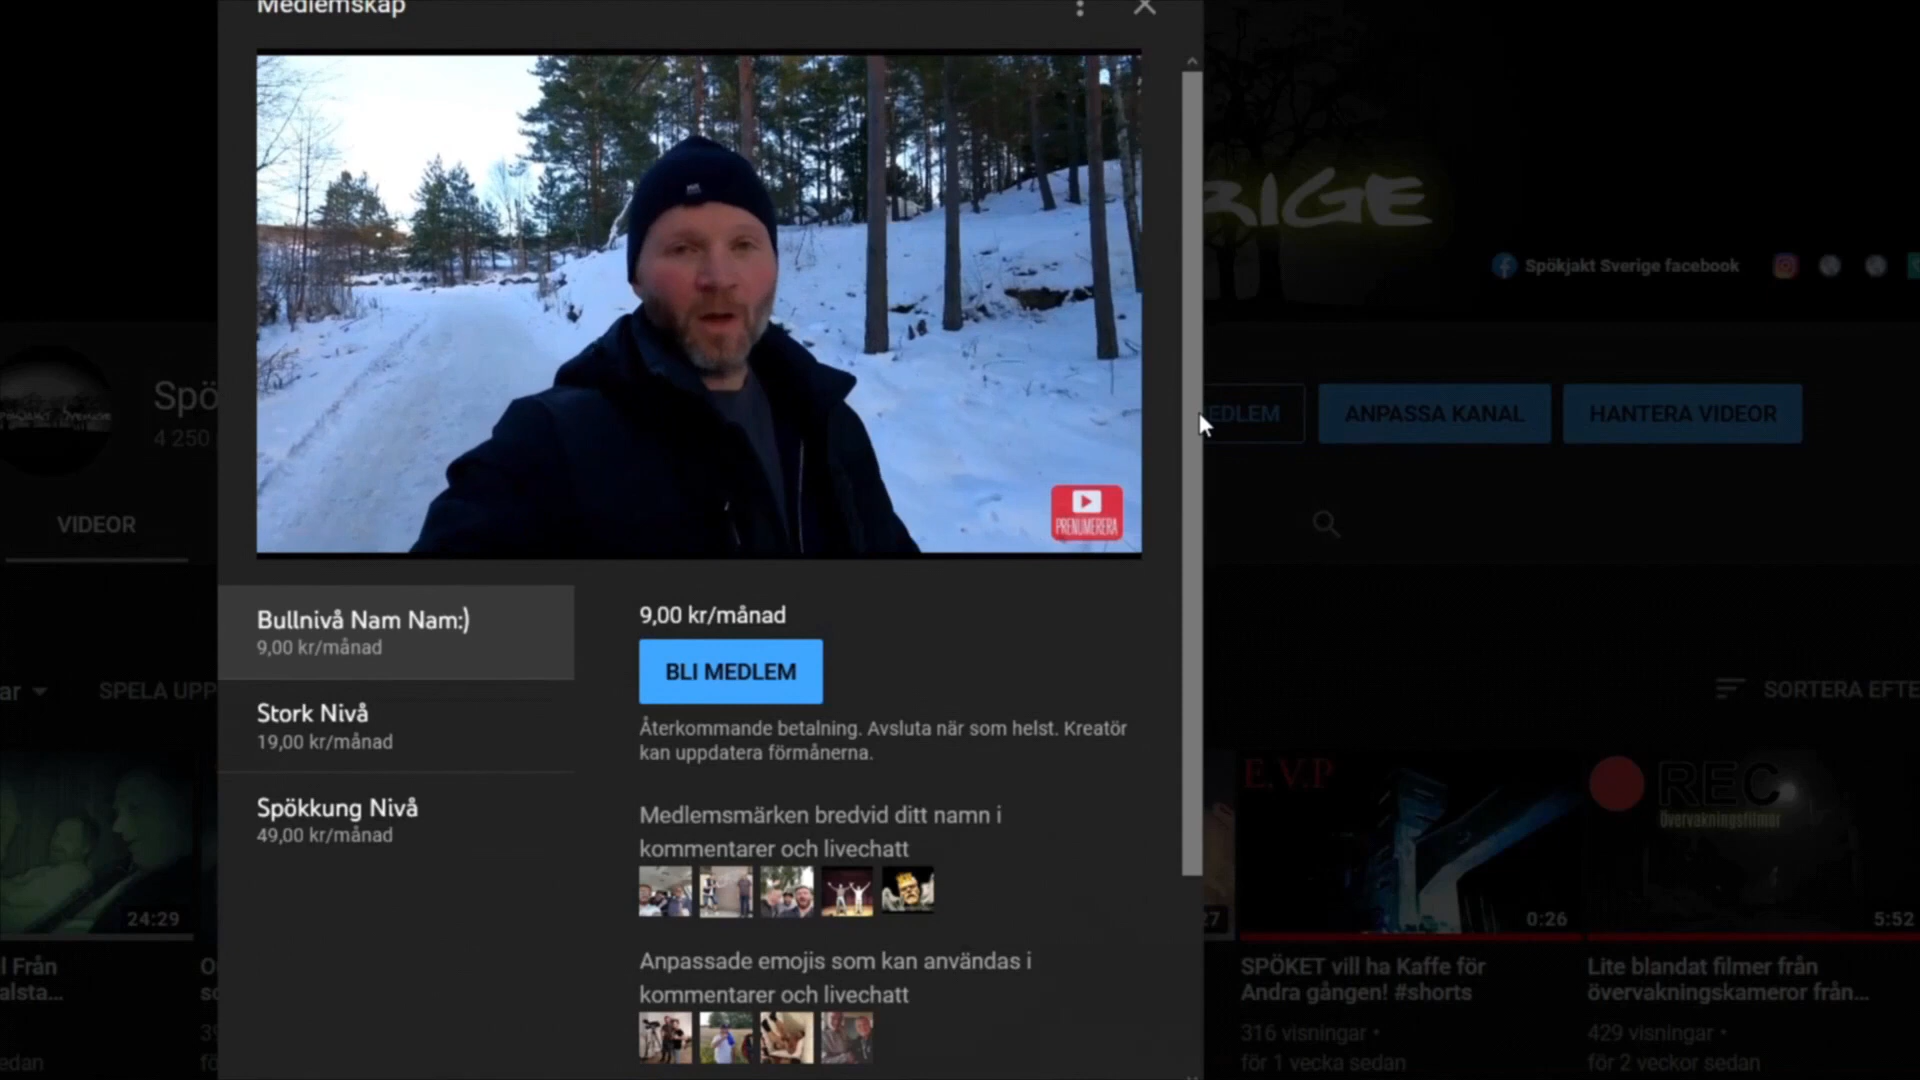 Medlemskap
RIGE
Spökjakt Sverige facebook
Spö
4 250
EDLEM
ANPASSA KANAL
HANTERA VIDEOR
VIDEOR
PRENUMERERA
Bullnivå Nam Nam:)
9,00 kr/månad
Stork Nivå
19,00 kr/månad
Spökkung Nivå
49,00 kr/månad
9,00 kr/månad
BLI MEDLEM
Återkommande betalning. Avsluta när som helst. Kreatör
kan uppdatera förmånerna.
Medlemsmärken bredvid ditt namn i
kommentarer och livechatt
Anpassade emojis som kan användas i
kommentarer och livechatt
ar
SPELA UPP
SORTERA EFTE
24:29
l Från
alsta...
edan
27
E.V.P
0:26
SPÖKET vill ha Kaffe för
Andra gången! #shorts
316 visningar •
för 1 vecka sedan
REC
Övervakningsfilmer
5:52
Lite blandat filmer från
övervakningskameror från...
429 visningar •
för 2 veckor sedan